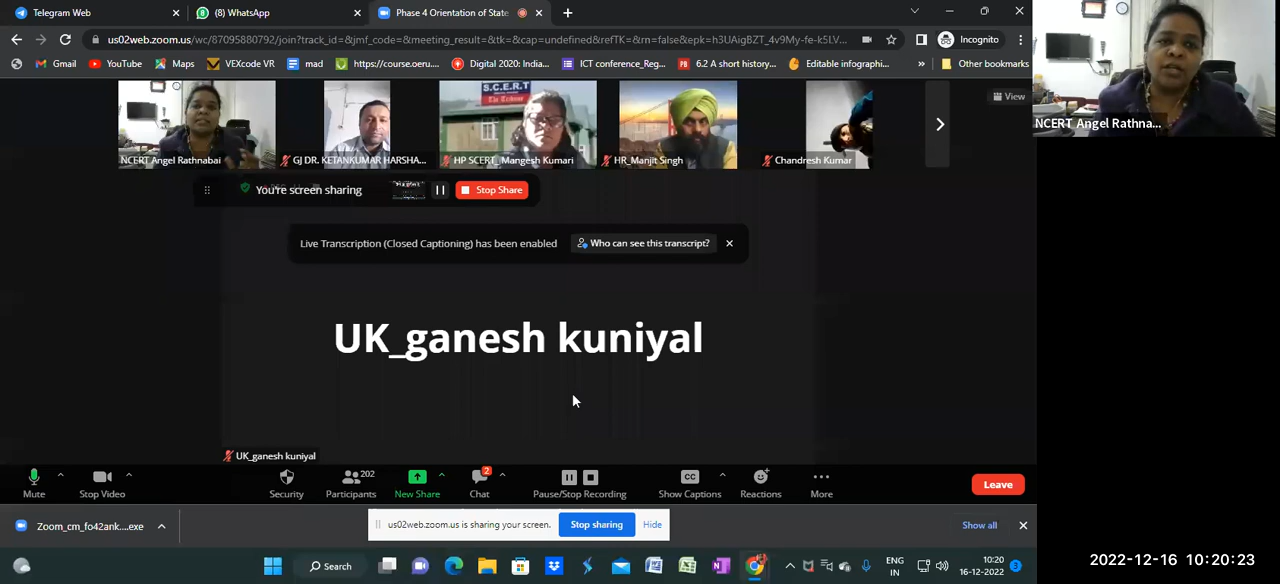 Telegram Web
(8) WhatsApp
Phase 4 Orientation of State
us02web.zoom.us/wc/87095880792/join?track_id=&jmf_code=&meeting_result=&tk=&cap=undefined&refTK=&rn=false&epk=h3UAigBZT_4v9My-fe-k5LV...
Incognito
Gmail
YouTube
Maps
VEXcode VR
mad
https://course.oeru....
Digital 2020: India...
ICT conference_Reg...
6.2 A short history...
Editable infographi...
»
Other bookmarks
View
S.C.E.R.T
The Tribune
NCERT Angel Rathnabai
GJ DR. KETANKUMAR HARSHA...
HP SCERT_ Mangesh Kumari
HR_Manjit Singh
Chandresh Kumar
NCERT Angel Rathna...
You're screen sharing
Stop Share
Live Transcription (Closed Captioning) has been enabled
Who can see this transcript?
UK_ganesh kuniyal
UK_ganesh kuniyal
Mute
Stop Video
Security
Participants
202
New Share
Chat
2
Pause/Stop Recording
CC
Show Captions
Reactions
More
Leave
Zoom_cm_fo42ank....exe
us02web.zoom.us is sharing your screen.
Stop sharing
Hide
Show all
Search
ENG
IN
10:20
16-12-2022
3
2022-12-16 10:20:23